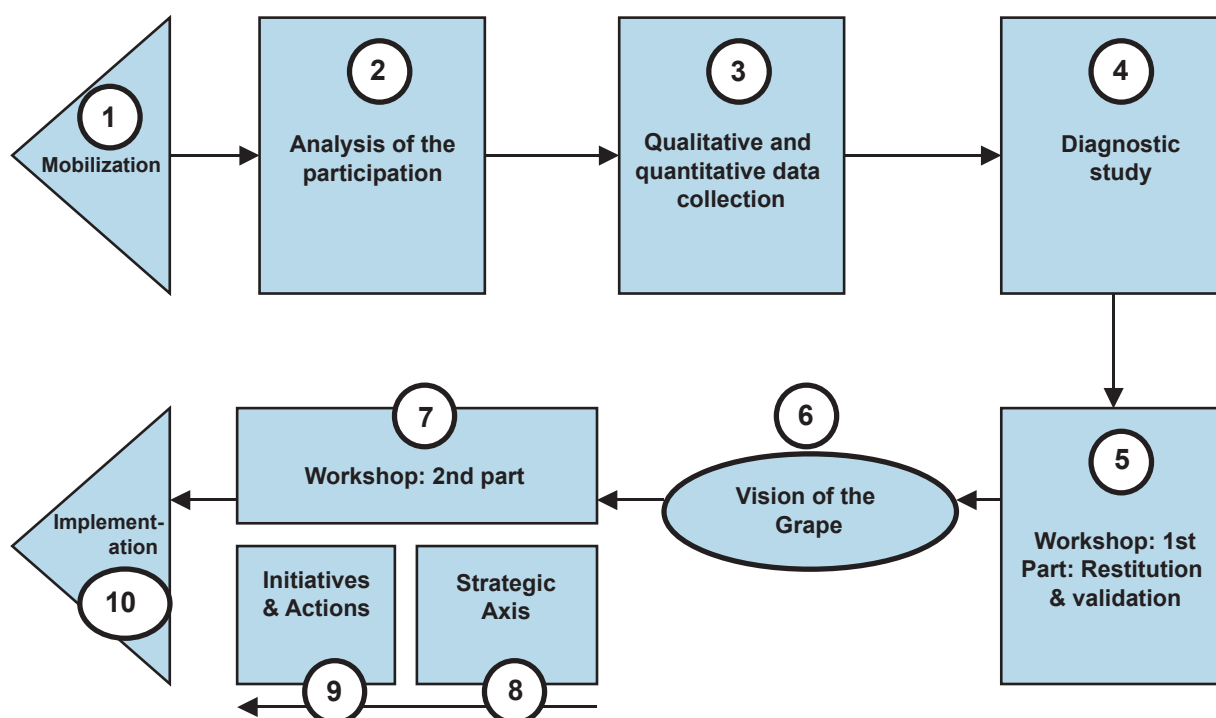 1
Mobilization
2
Analysis of the
participation
3
Qualitative and
quantitative data
collection
4
Diagnostic
study
5
Workshop: 1st
Part: Restitution
& validation
6
Vision of the
Grape
7
Workshop: 2nd part
Strategic
Axis
8
Initiatives
& Actions
9
Implement-
ation
10